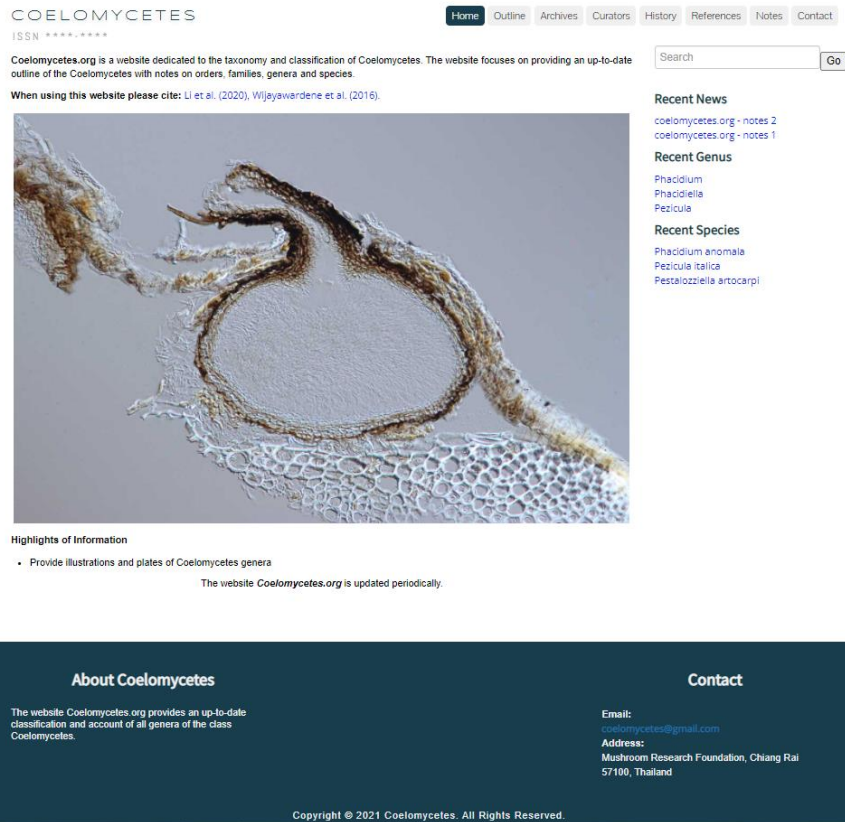 COELOMYCETES
ISSN ****-****
Home Outline Archives Curators History References Notes Contact
Coelomycetes.org is a website dedicated to the taxonomy and classification of Coelomycetes. The website focuses on providing an up-to-date
outline of the Coelomycetes with notes on orders, families, genera and species.
When using this website please cite: Li et al. (2020), Wijayawardene et al. (2016).
Search Go
Recent News
coelomycetes.org - notes 2
coelomycetes.org - notes 1
Recent Genus
Phacidium
Phacidiella
Pezicula
Recent Species
Phacidium anomala
Pezicula italica
Pestalozziella artocarpi
Highlights of Information
• Provide illustrations and plates of Coelomycetes genera
The website Coelomycetes.org is updated periodically.
About Coelomycetes
The website Coelomycetes.org provides an up-to-date
classification and account of all genera of the class
Coelomycetes.
Contact
Email:
coelomycetes@gmail.com
Address:
Mushroom Research Foundation, Chiang Rai
57100, Thailand
Copyright © 2021 Coelomycetes. All Rights Reserved.